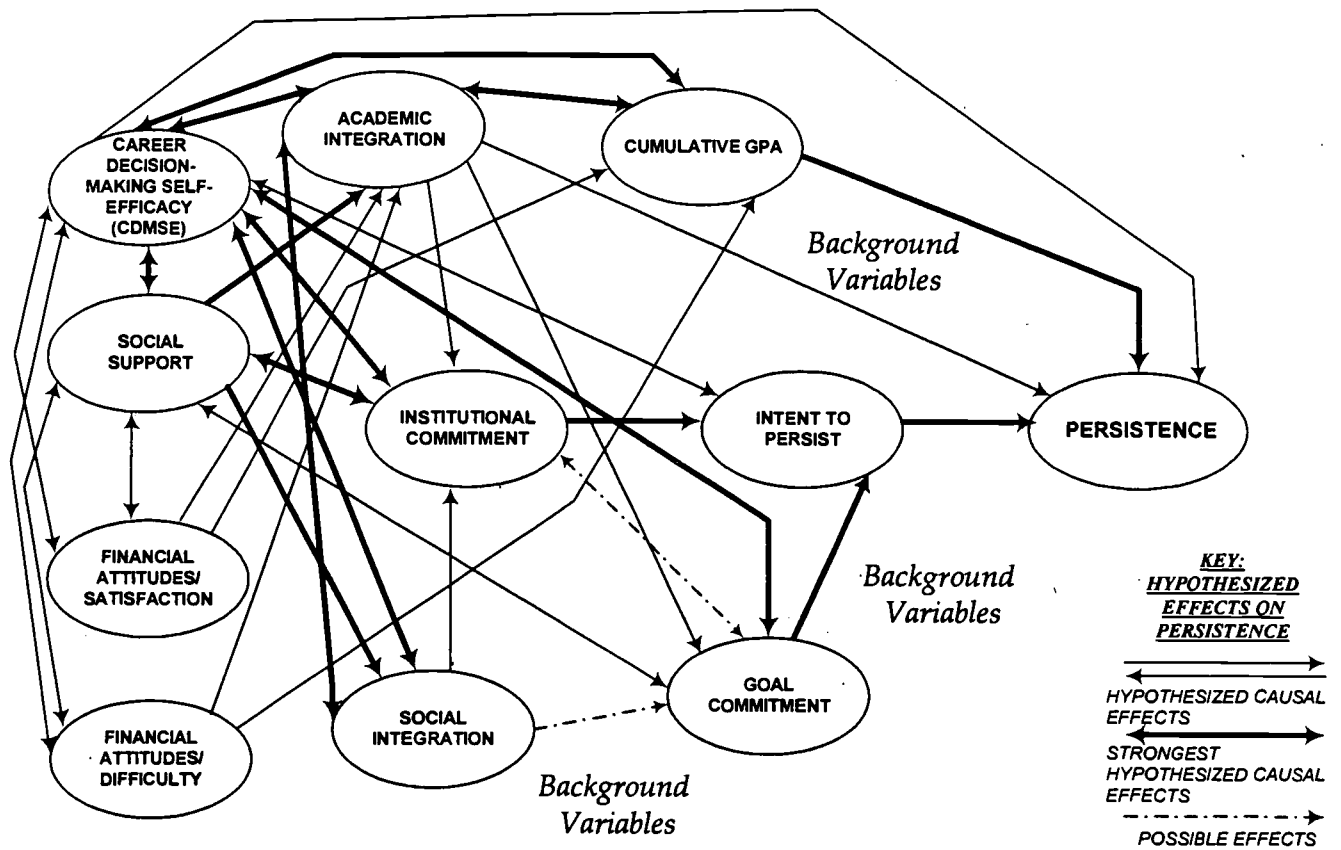 ACADEMIC
INTEGRATION
CUMULATIVE GPA
CAREER
DECISION-
MAKING SELF-
EFFICACY
(CDMSE)
Background
Variables
SOCIAL
SUPPORT
INSTITUTIONAL
COMMITMENT
INTENT TO
PERSIST
PERSISTENCE
FINANCIAL
ATTITUDES/
SATISFACTION
Background
Variables
GOAL
COMMITMENT
SOCIAL
INTEGRATION
FINANCIAL
ATTITUDES/
DIFFICULTY
Background
Variables
KEY:
HYPOTHESIZED
EFFECTS ON
PERSISTENCE
HYPOTHESIZED CAUSAL
EFFECTS
STRONGEST
HYPOTHESIZED CAUSAL
EFFECTS
POSSIBLE EFFECTS